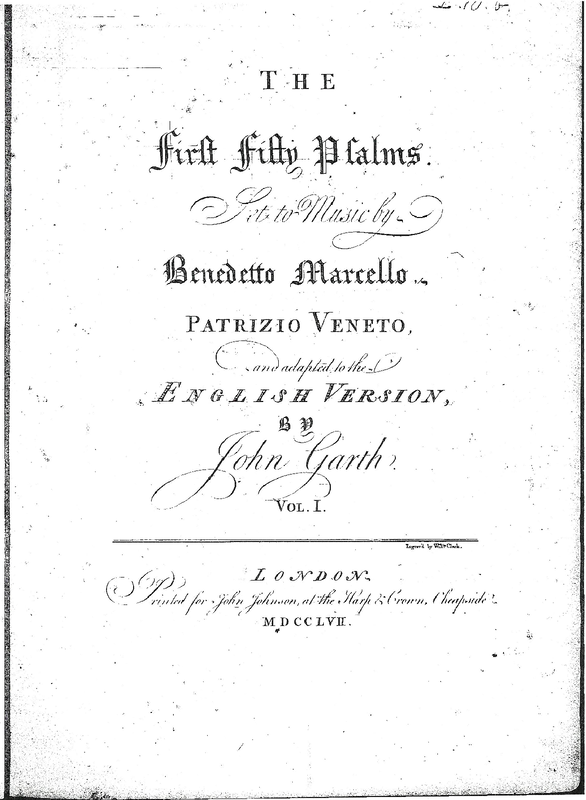 THE
First Fifty Psalms.
Set to Music by
Benedetto Marcello
PATRIZIO VENETO,
and adapted to the
ENGLISH VERSION,
BY
John Garth.
VOL. I.
Engrav'd by Clark.
LONDON
Printed for John Johnson, at the Harp & Crown, Cheapside
MDCCLVII.